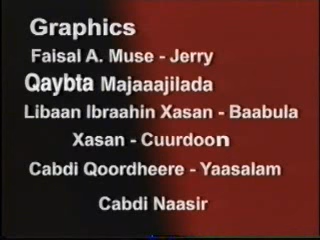 Graphics
Faisal A. Muse - Jerry
Qaybta Majaaajilada
Libaan Ibraahin Xasan - Baabula
Xasan - Cuurdoon
Cabdi Qoordheere - Yaasalam
Cabdi Naasir